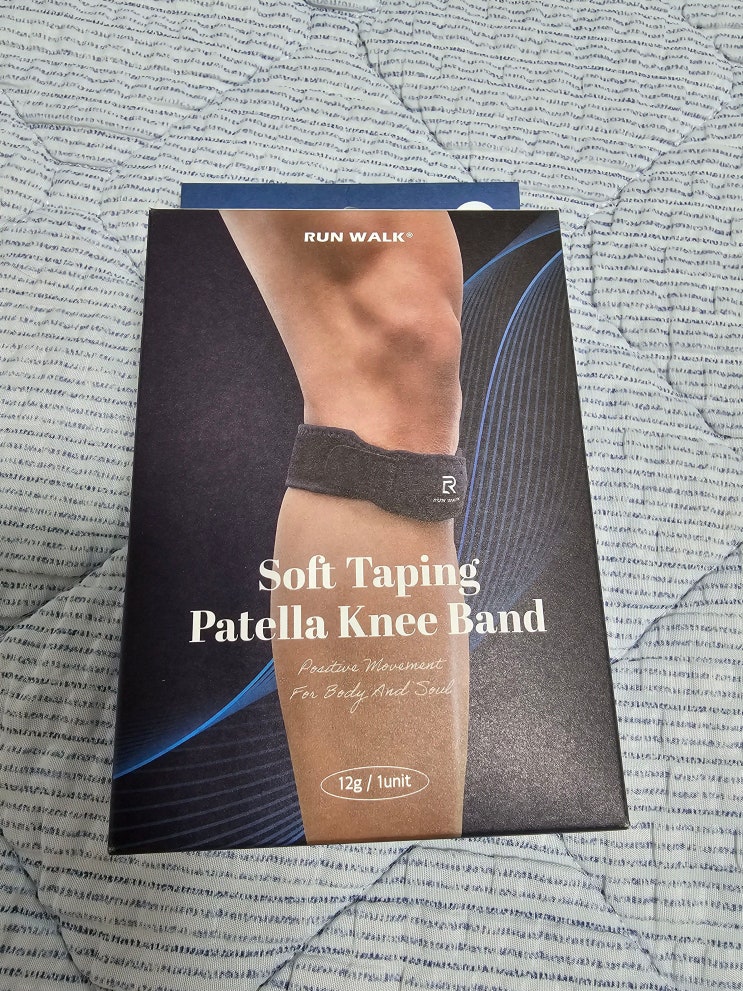 RUN WALK®
R
RUN WALK
Soft Taping
Patella Knee Band
Positive Movement
For Body And Soul
12g / 1unit